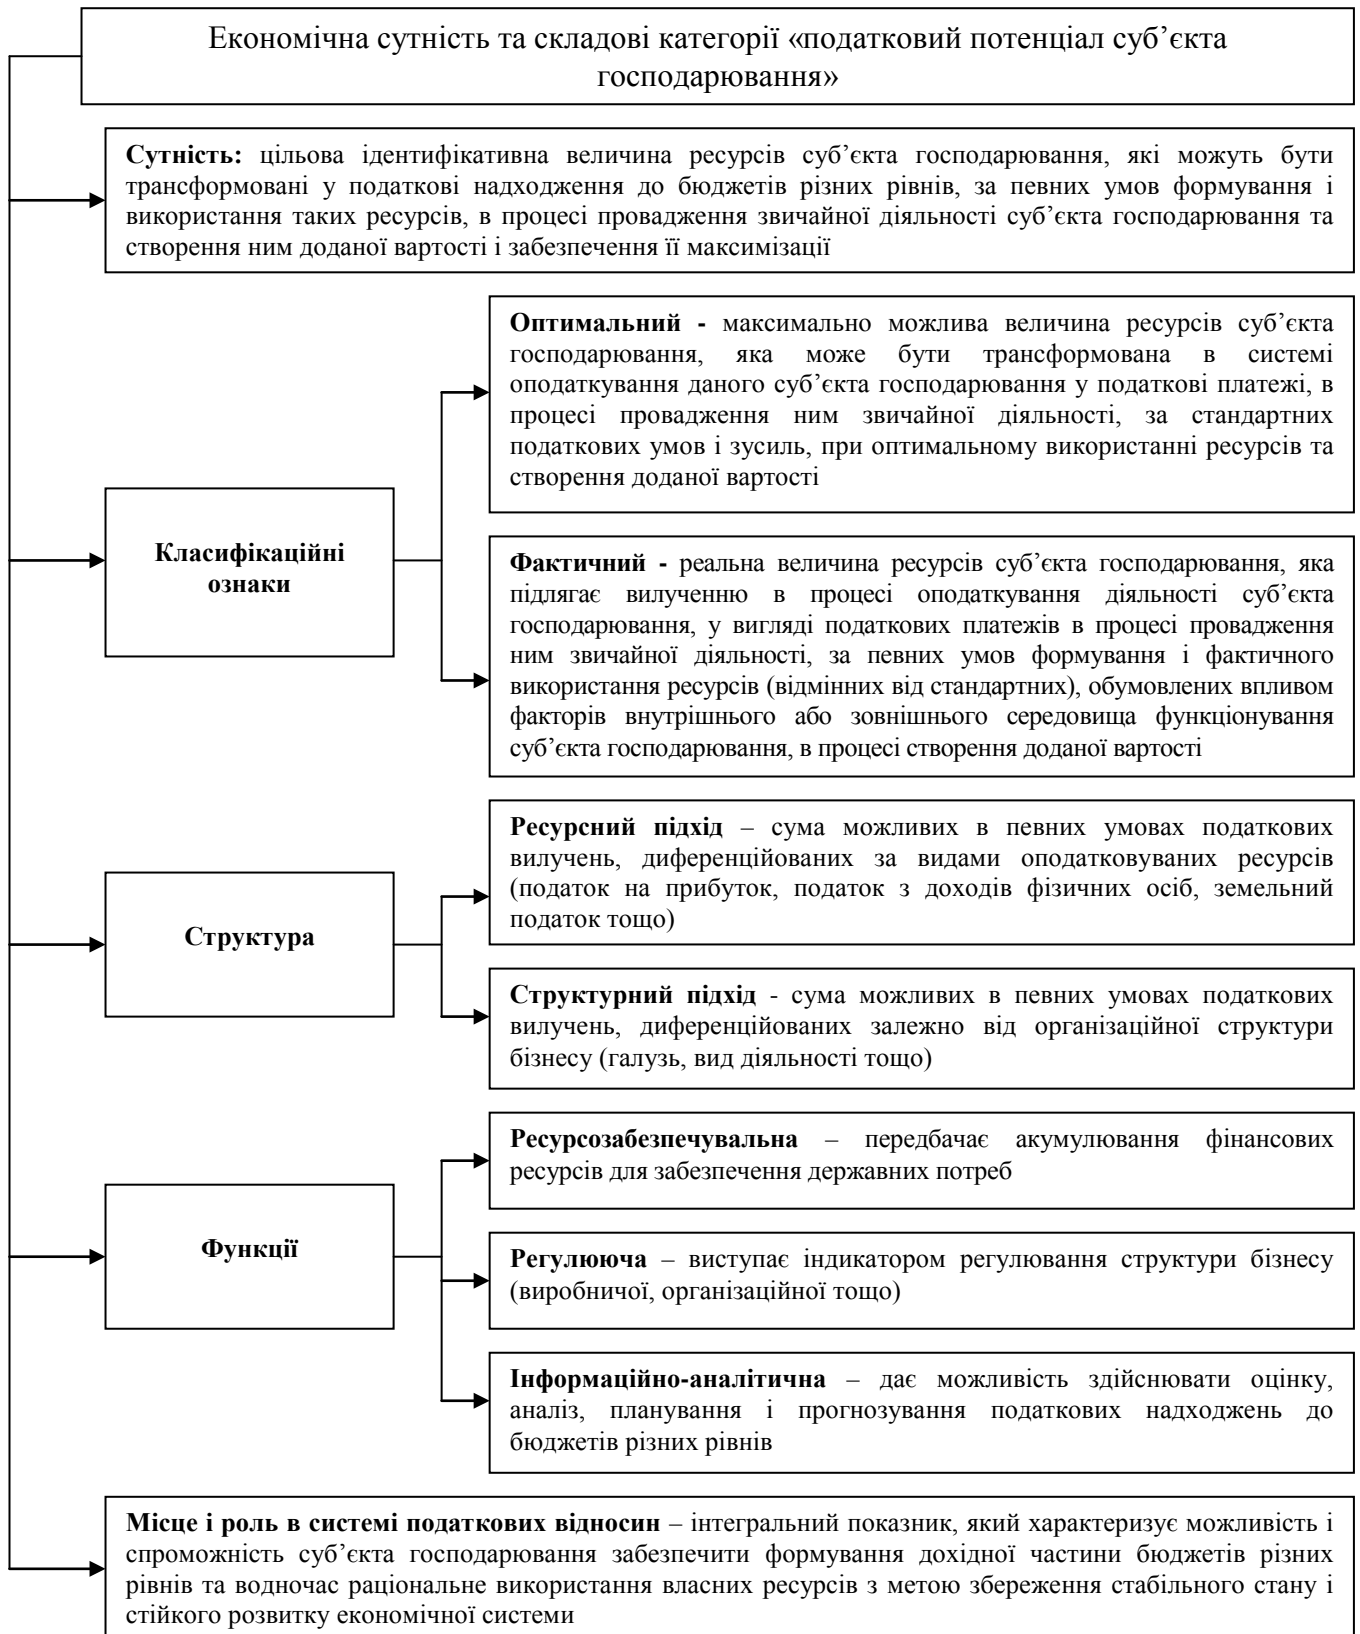 Економічна сутність та складові категорії «податковий потенціал суб’єкта
господарювання»
Сутність: цільова ідентифікативна величина ресурсів суб’єкта господарювання, які можуть бути
трансформовані у податкові надходження до бюджетів різних рівнів, за певних умов формування і
використання таких ресурсів, в процесі провадження звичайної діяльності суб’єкта господарювання та
створення ним доданої вартості і забезпечення її максимізації
Класифікаційні
ознаки
Оптимальний - максимально можлива величина ресурсів суб’єкта
господарювання, яка може бути трансформована в системі
оподаткування даного суб’єкта господарювання у податкові платежі, в
процесі провадження ним звичайної діяльності, за стандартних
податкових умов і зусиль, при оптимальному використанні ресурсів та
створення доданої вартості
Фактичний - реальна величина ресурсів суб’єкта господарювання, яка
підлягає вилученню в процесі оподаткування діяльності суб’єкта
господарювання, у вигляді податкових платежів в процесі провадження
ним звичайної діяльності, за певних умов формування і фактичного
використання ресурсів (відмінних від стандартних), обумовлених впливом
факторів внутрішнього або зовнішнього середовища функціонування
суб’єкта господарювання, в процесі створення доданої вартості
Структура
Ресурсний підхід – сума можливих в певних умовах податкових
вилучень, диференційованих за видами оподатковуваних ресурсів
(податок на прибуток, податок з доходів фізичних осіб, земельний
податок тощо)
Структурний підхід - сума можливих в певних умовах податкових
вилучень, диференційованих залежно від організаційної структури
бізнесу (галузь, вид діяльності тощо)
Функції
Ресурсозабезпечувальна – передбачає акумулювання фінансових
ресурсів для забезпечення державних потреб
Регулююча – виступає індикатором регулювання структури бізнесу
(виробничої, організаційної тощо)
Інформаційно-аналітична – дає можливість здійснювати оцінку,
аналіз, планування і прогнозування податкових надходжень до
бюджетів різних рівнів
Місце і роль в системі податкових відносин – інтегральний показник, який характеризує можливість і
спроможність суб’єкта господарювання забезпечити формування дохідної частини бюджетів різних
рівнів та водночас раціональне використання власних ресурсів з метою збереження стабільного стану і
стійкого розвитку економічної системи